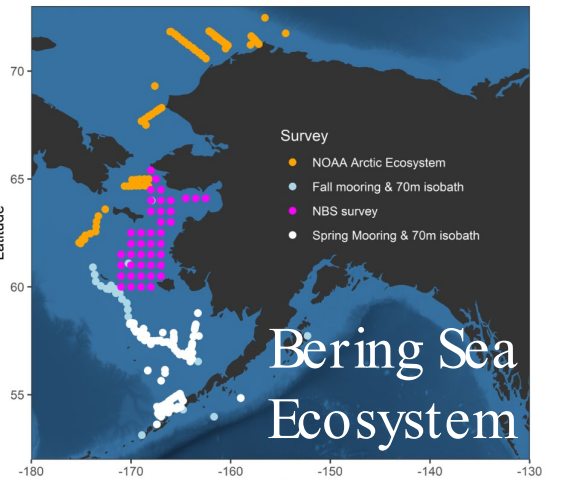 70
65
60
55
Latitude
Survey
NOAA Arctic Ecosystem
Fall mooring & 70m isobath
NBS survey
Spring Mooring & 70m isobath
Bering Sea
Ecosystem
-180
-170
-160
-150
-140
-130